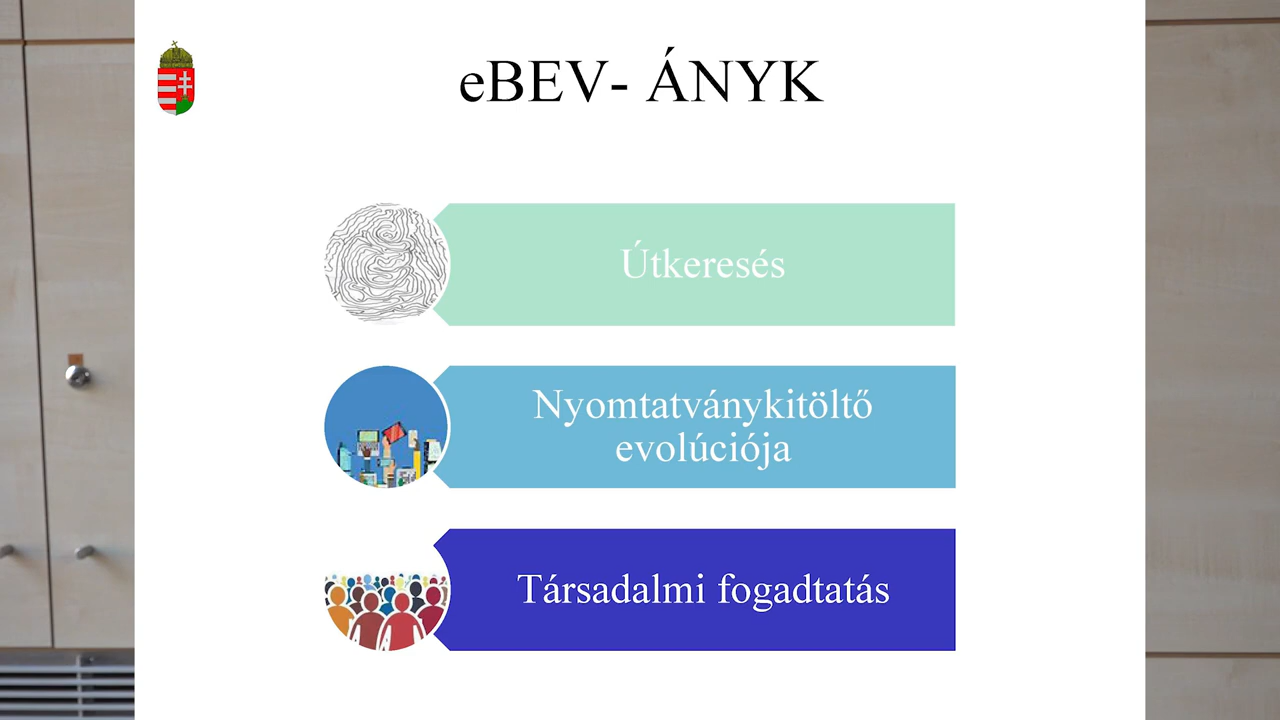 eBEV- ÁNYK
Útkeresés
Nyomtatványkitöltő
evolúciója
Társadalmi fogadtatás